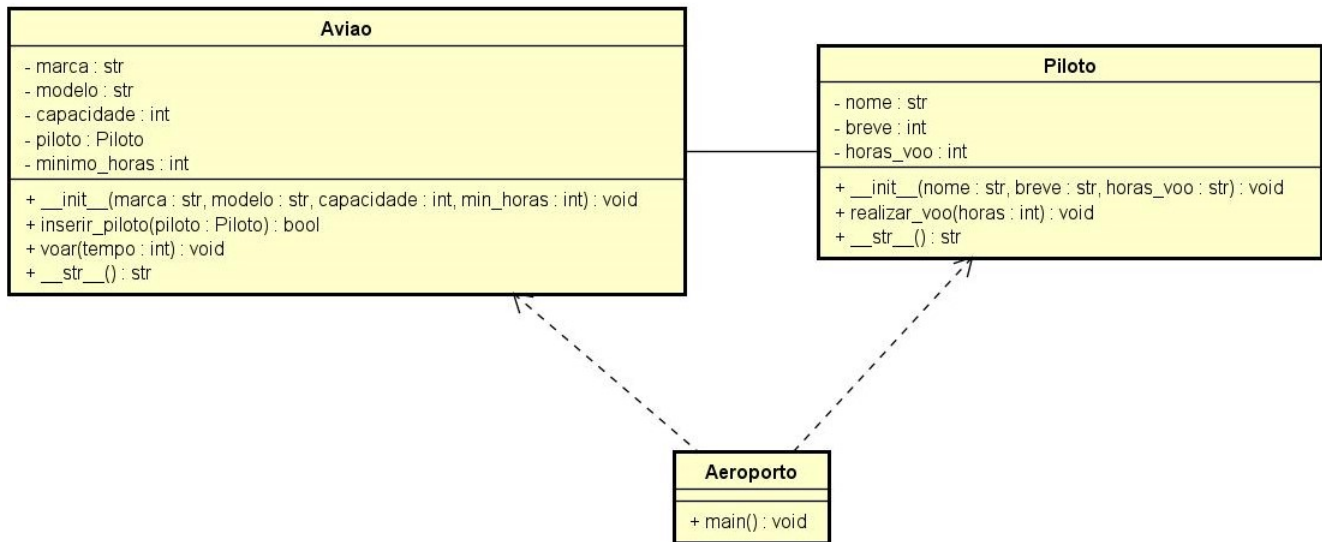 Aviao
- marca : str
- modelo : str
- capacidade : int
- piloto : Piloto
- minimo_horas : int
+ __init__(marca : str, modelo : str, capacidade : int, min_horas : int) : void
+ inserir_piloto(piloto : Piloto) : bool
+ voar(tempo : int) : void
+ __str__() : str
Piloto
- nome : str
- breve : int
- horas_voo : int
+ __init__(nome : str, breve : str, horas_voo : str) : void
+ realizar_voo(horas : int) : void
+ __str__() : str
Aeroporto
+ main() : void